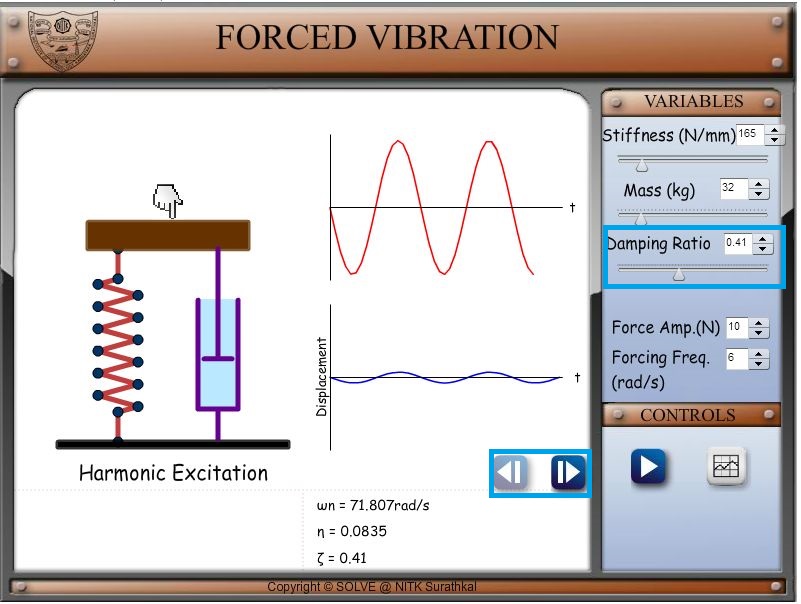 FORCED VIBRATION
VARIABLES
Stiffness (N/mm) 165
Mass (kg) 32
Damping Ratio 0.41
Force Amp.(N) 10
Forcing Freq. 6
(rad/s)
CONTROLS
t
Displacement
t
Harmonic Excitation
ωn = 71.807rad/s
η = 0.0835
ζ = 0.41
Copyright © SOLVE @ NITK Surathkal